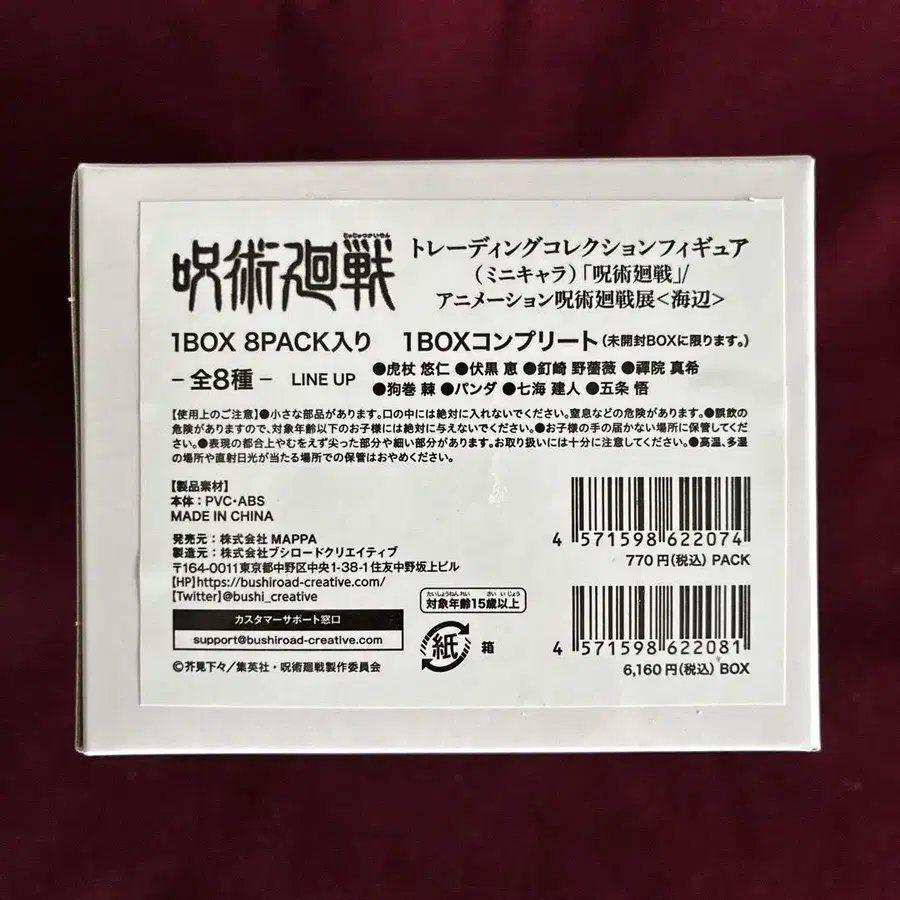 じゅじゅつかいせん
呪術廻戦
トレーディングコレクションフィギュア
(ミニキャラ)「呪術廻戦」/
アニメーション呪術廻戦展<海辺>
1BOX 8PACK入り 1BOXコンプリート(未開封BOXに限ります。)
– 全8種 – LINE UP
●虎杖 悠仁 ●伏黒 恵 ●釘崎 野薔薇 ●禪院 真希
●狗巻 棘 ●パンダ ●七海 建人 ●五条 悟
【使用上のご注意】●小さな部品があります。口の中には絶対に入れないでください。窒息などの危険があります。●誤飲の
危険がありますので、対象年齢以下のお子様には絶対に与えないでください。●お子様の手の届かない場所に保管してくだ
さい。●表現の都合上やむをえず尖った部分や細い部分があります。お取り扱いには十分に注意してください。●高温、多湿
の場所や直射日光が当たる場所での保管はおやめください。
【製品素材】
本体:PVC・ABS
MADE IN CHINA
発売元:株式会社 MAPPA
製造元:株式会社ブシロードクリエイティブ
〒164-0011東京都中野区中央1-38-1住友中野坂上ビル
[HP]https://bushiroad-creative.com/
[Twitter]@bushi_creative
カスタマーサポート窓口
support@bushiroad-creative.com
©芥見下々/集英社・呪術廻戦製作委員会
たいしょうねんれい さい いじょう
対象年齢15歳以上
紙 箱
4 571598 622074
770円(税込) PACK
4 571598 622081
6,160円(税込) BOX